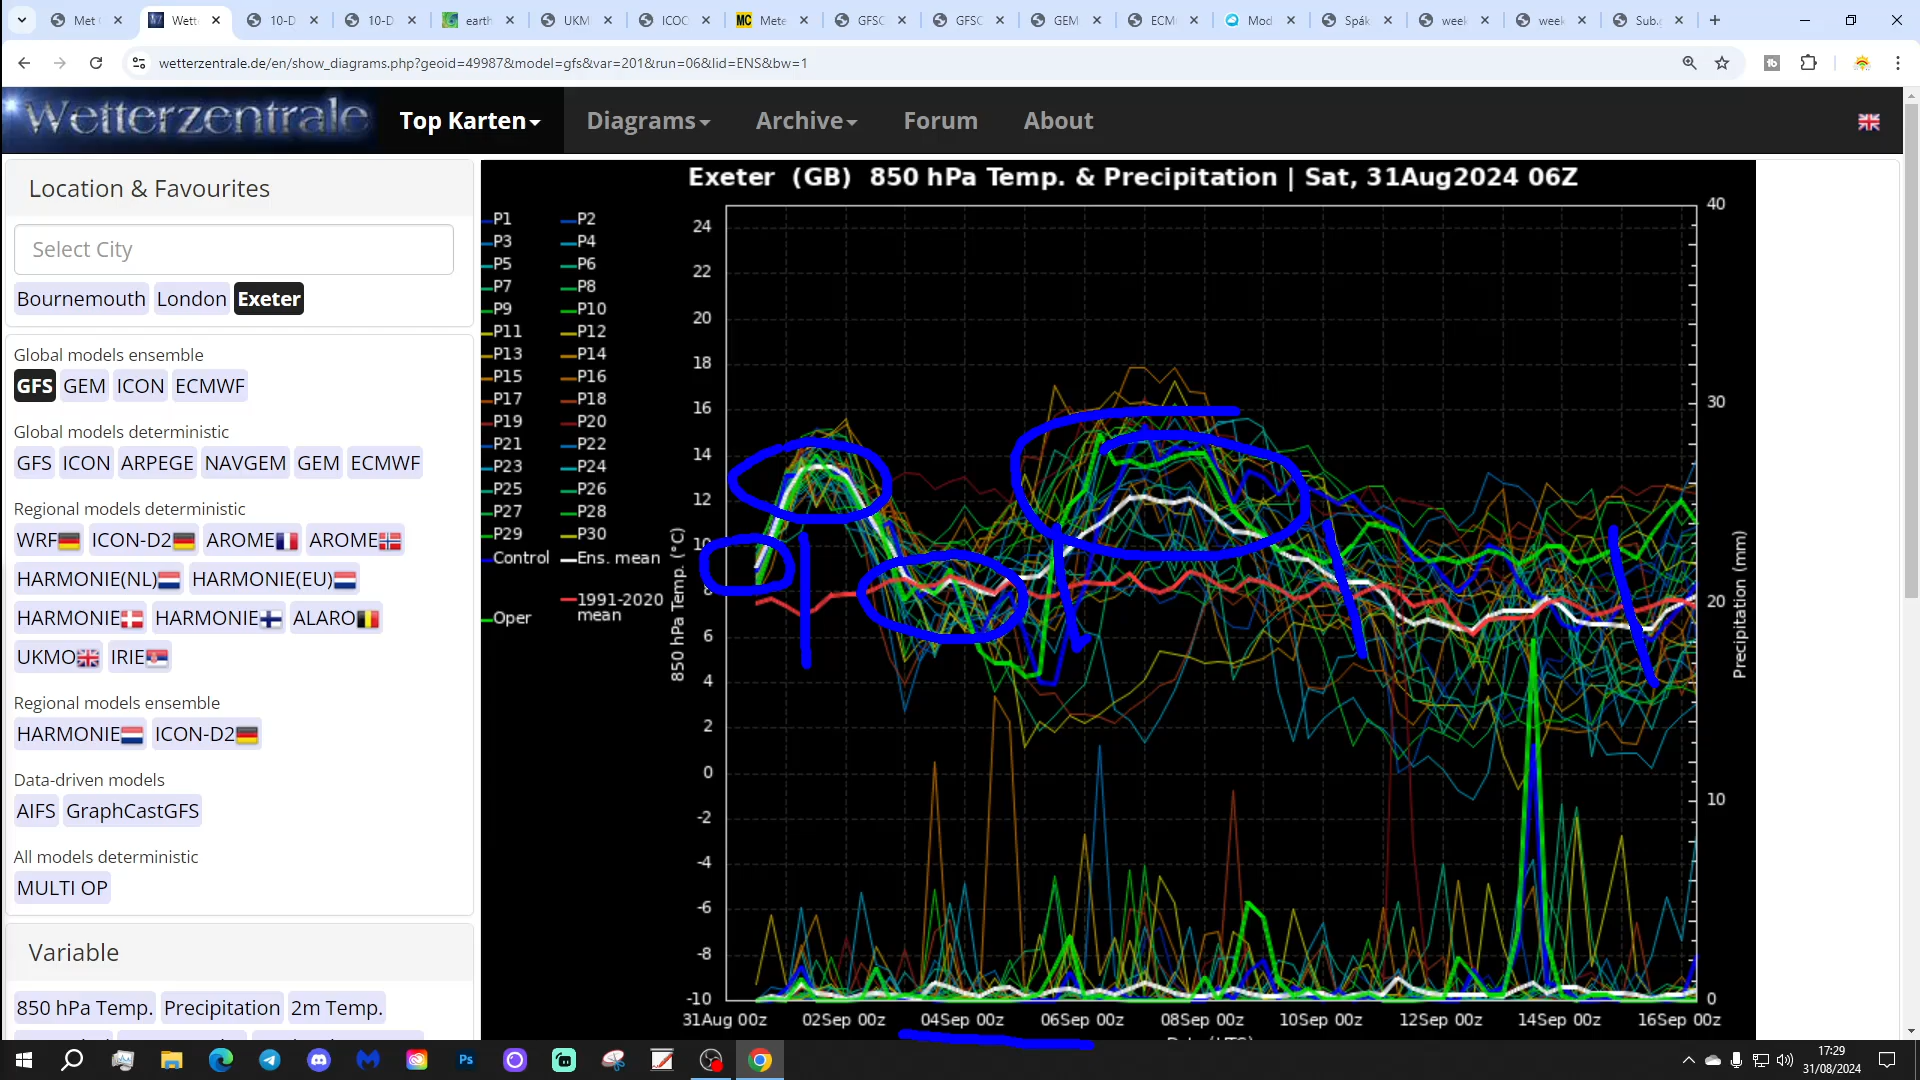 Met
Wett
10-D
10-D
earth
UKM
ICOC
MC Mete
GFSC
GFSC
GEM
ECM
Mod
Spák
week
week
Sub.
wetterzentrale.de/en/show_diagrams.php?geoid=49987&model=gfs&var=201&run=06&lid=ENS&bw=1
Wetterzentrale
Top Karten
Diagrams
Archive
Forum
About
Location & Favourites
Select City
Bournemouth London Exeter
Global models ensemble
GFS GEM ICON ECMWF
Global models deterministic
GFS ICON ARPEGE NAVGEM GEM ECMWF
Regional models deterministic
WRF ICON-D2 AROME AROME
HARMONIE(NL) HARMONIE(EU)
HARMONIE HARMONIE ALARO
UKMO IRIE
Regional models ensemble
HARMONIE ICON-D2
Data-driven models
AIFS GraphCastGFS
All models deterministic
MULTI OP
Variable
850 hPa Temp. Precipitation 2m Temp.
Exeter (GB) 850 hPa Temp. & Precipitation | Sat, 31Aug2024 06Z
P1 P2
P3 P4
P5 P6
P7 P8
P9 P10
P11 P12
P13 P14
P15 P16
P17 P18
P19 P20
P21 P22
P23 P24
P25 P26
P27 P28
P29 P30
Control Ens. mean
Oper 1991-2020 mean
850 hPa Temp. (°C)
24
22
20
18
16
14
12
10
8
6
4
2
0
-2
-4
-6
-8
-10
40
30
20
10
0
Precipitation (mm)
31Aug 00z 02Sep 00z 04Sep 00z 06Sep 00z 08Sep 00z 10Sep 00z 12Sep 00z 14Sep 00z 16Sep 00z
17:29
31/08/2024